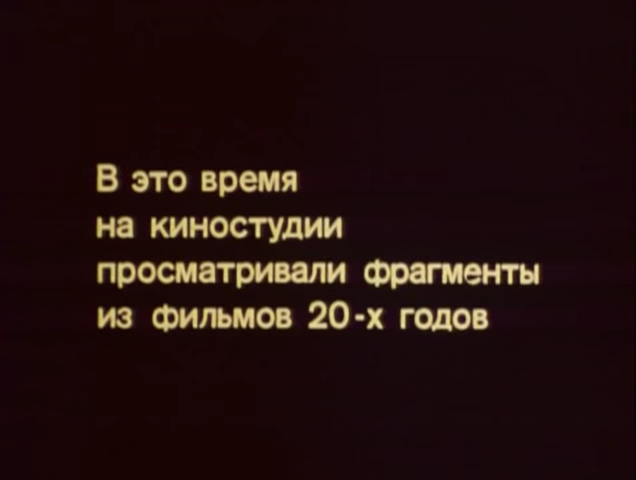 В это время
на киностудии
просматривали фрагменты
из фильмов 20-х годов